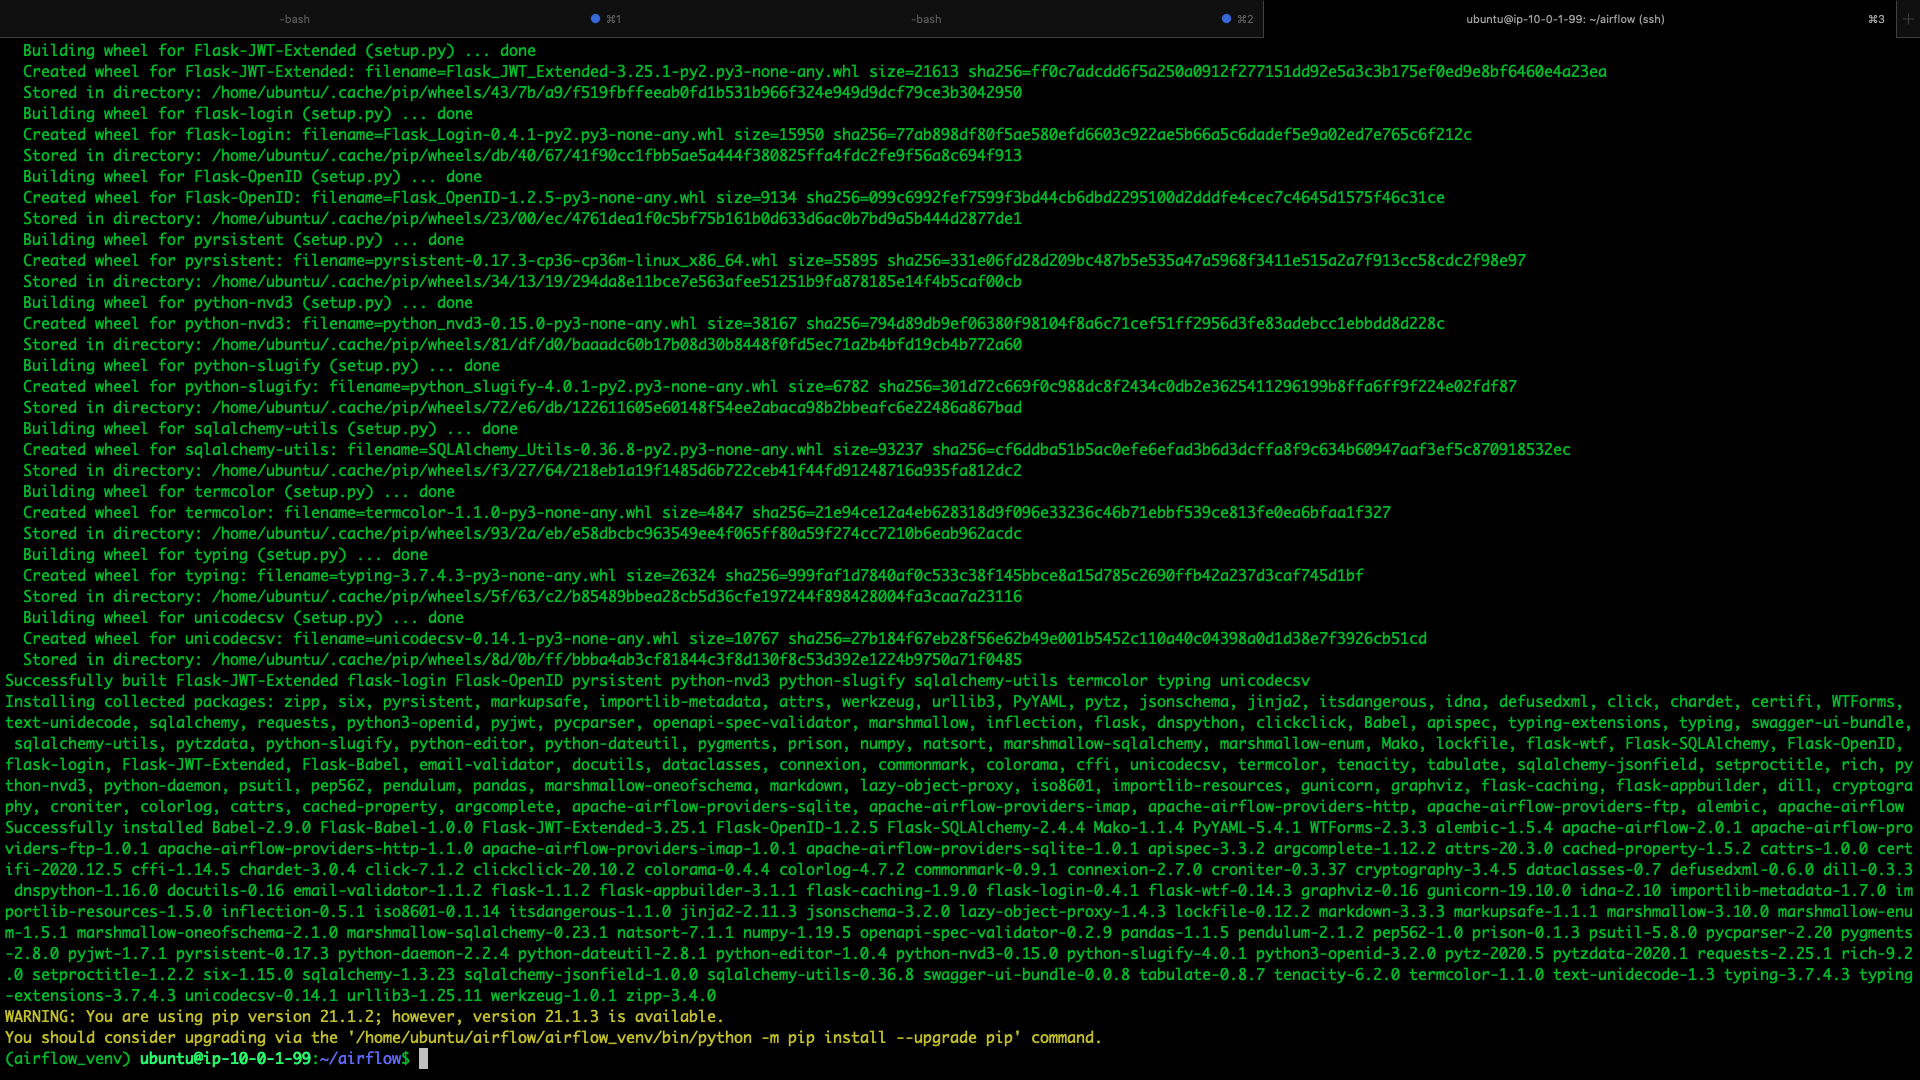 -bash ⌘1 -bash ⌘2 ubuntu@ip-10-0-1-99: ~/airflow (ssh) ⌘3 +
Building wheel for Flask-JWT-Extended (setup.py) ... done
Created wheel for Flask-JWT-Extended: filename=Flask_JWT_Extended-3.25.1-py2.py3-none-any.whl size=21613 sha256=ff0c7adcdd6f5a250a0912f277151dd92e5a3c3b175ef0ed9e8bf6460e4a23ea
Stored in directory: /home/ubuntu/.cache/pip/wheels/43/7b/a9/f519fbffeeab0fd1b531b966f324e949d9dcf79ce3b3042950
Building wheel for flask-login (setup.py) ... done
Created wheel for flask-login: filename=Flask_Login-0.4.1-py2.py3-none-any.whl size=15950 sha256=77ab898df80f5ae580efd6603c922ae5b66a5c6dadef5e9a02ed7e765c6f212c
Stored in directory: /home/ubuntu/.cache/pip/wheels/db/40/67/41f90cc1fbb5ae5a444f380825ffa4fdc2fe9f56a8c694f913
Building wheel for Flask-OpenID (setup.py) ... done
Created wheel for Flask-OpenID: filename=Flask_OpenID-1.2.5-py3-none-any.whl size=9134 sha256=099c6992fef7599f3bd44cb6dbd2295100d2dddfe4cec7c4645d1575f46c31ce
Stored in directory: /home/ubuntu/.cache/pip/wheels/23/00/ec/4761dea1f0c5bf75b161b0d633d6ac0b7bd9a5b444d2877de1
Building wheel for pyrsistent (setup.py) ... done
Created wheel for pyrsistent: filename=pyrsistent-0.17.3-cp36-cp36m-linux_x86_64.whl size=55895 sha256=331e06fd28d209bc487b5e535a47a5968f3411e515a2a7f913cc58cdc2f98e97
Stored in directory: /home/ubuntu/.cache/pip/wheels/34/13/19/294da8e11bce7e563afee51251b9fa878185e14f4b5caf00cb
Building wheel for python-nvd3 (setup.py) ... done
Created wheel for python-nvd3: filename=python_nvd3-0.15.0-py3-none-any.whl size=38167 sha256=794d89db9ef06380f98104f8a6c71cef51ff2956d3fe83adebcc1ebbdd8d228c
Stored in directory: /home/ubuntu/.cache/pip/wheels/81/df/d0/baaadc60b17b08d30b8448f0fd5ec71a2b4bfd19cb4b772a60
Building wheel for python-slugify (setup.py) ... done
Created wheel for python-slugify: filename=python_slugify-4.0.1-py2.py3-none-any.whl size=6782 sha256=301d72c669f0c988dc8f2434c0db2e3625411296199b8ffa6ff9f224e02fdf87
Stored in directory: /home/ubuntu/.cache/pip/wheels/72/e6/db/122611605e60148f54ee2abaca98b2bbeafc6e22486a867bad
Building wheel for sqlalchemy-utils (setup.py) ... done
Created wheel for sqlalchemy-utils: filename=SQLAlchemy_Utils-0.36.8-py2.py3-none-any.whl size=93237 sha256=cf6ddba51b5ac0efe6efad3b6d3dcffa8f9c634b60947aaf3ef5c870918532ec
Stored in directory: /home/ubuntu/.cache/pip/wheels/f3/27/64/218eb1a19f1485d6b722ceb41f44fd91248716a935fa812dc2
Building wheel for termcolor (setup.py) ... done
Created wheel for termcolor: filename=termcolor-1.1.0-py3-none-any.whl size=4847 sha256=21e94ce12a4eb628318d9f096e33236c46b71ebbf539ce813fe0ea6bfaa1f327
Stored in directory: /home/ubuntu/.cache/pip/wheels/93/2a/eb/e58dbcbc963549ee4f065ff80a59f274cc7210b6eab962acdc
Building wheel for typing (setup.py) ... done
Created wheel for typing: filename=typing-3.7.4.3-py3-none-any.whl size=26324 sha256=999faf1d7840af0c533c38f145bbce8a15d785c2690ffb42a237d3caf745d1bf
Stored in directory: /home/ubuntu/.cache/pip/wheels/5f/63/c2/b85489bbea28cb5d36cfe197244f898428004fa3caa7a23116
Building wheel for unicodecsv (setup.py) ... done
Created wheel for unicodecsv: filename=unicodecsv-0.14.1-py3-none-any.whl size=10767 sha256=27b184f67eb28f56e62b49e001b5452c110a40c04398a0d1d38e7f3926cb51cd
Stored in directory: /home/ubuntu/.cache/pip/wheels/8d/0b/ff/bbba4ab3cf81844c3f8d130f8c53d392e1224b9750a71f0485
Successfully built Flask-JWT-Extended flask-login Flask-OpenID pyrsistent python-nvd3 python-slugify sqlalchemy-utils termcolor typing unicodecsv
Installing collected packages: zipp, six, pyrsistent, markupsafe, importlib-metadata, attrs, werkzeug, urllib3, PyYAML, pytz, jsonschema, jinja2, itsdangerous, idna, defusedxml, click, chardet, certifi, WTForms,
text-unidecode, sqlalchemy, requests, python3-openid, pyjwt, pycparser, openapi-spec-validator, marshmallow, inflection, flask, dnspython, clickclick, Babel, apispec, typing-extensions, typing, swagger-ui-bundle,
sqlalchemy-utils, pytzdata, python-slugify, python-editor, python-dateutil, pygments, prison, numpy, natsort, marshmallow-sqlalchemy, marshmallow-enum, Mako, lockfile, flask-wtf, Flask-SQLAlchemy, Flask-OpenID,
flask-login, Flask-JWT-Extended, Flask-Babel, email-validator, docutils, dataclasses, connexion, commonmark, colorama, cffi, unicodecsv, termcolor, tenacity, tabulate, sqlalchemy-jsonfield, setproctitle, rich, py
thon-nvd3, python-daemon, psutil, pep562, pendulum, pandas, marshmallow-oneofschema, markdown, lazy-object-proxy, iso8601, importlib-resources, gunicorn, graphviz, flask-caching, flask-appbuilder, dill, cryptogra
phy, croniter, colorlog, cattrs, cached-property, argcomplete, apache-airflow-providers-sqlite, apache-airflow-providers-imap, apache-airflow-providers-http, apache-airflow-providers-ftp, alembic, apache-airflow
Successfully installed Babel-2.9.0 Flask-Babel-1.0.0 Flask-JWT-Extended-3.25.1 Flask-OpenID-1.2.5 Flask-SQLAlchemy-2.4.4 Mako-1.1.4 PyYAML-5.4.1 WTForms-2.3.3 alembic-1.5.4 apache-airflow-2.0.1 apache-airflow-pro
viders-ftp-1.0.1 apache-airflow-providers-http-1.1.0 apache-airflow-providers-imap-1.0.1 apache-airflow-providers-sqlite-1.0.1 apispec-3.3.2 argcomplete-1.12.2 attrs-20.3.0 cached-property-1.5.2 cattrs-1.0.0 cert
ifi-2020.12.5 cffi-1.14.5 chardet-3.0.4 click-7.1.2 clickclick-20.10.2 colorama-0.4.4 colorlog-4.7.2 commonmark-0.9.1 connexion-2.7.0 croniter-0.3.37 cryptography-3.4.5 dataclasses-0.7 defusedxml-0.6.0 dill-0.3.3
dnspython-1.16.0 docutils-0.16 email-validator-1.1.2 flask-1.1.2 flask-appbuilder-3.1.1 flask-caching-1.9.0 flask-login-0.4.1 flask-wtf-0.14.3 graphviz-0.16 gunicorn-19.10.0 idna-2.10 importlib-metadata-1.7.0 im
portlib-resources-1.5.0 inflection-0.5.1 iso8601-0.1.14 itsdangerous-1.1.0 jinja2-2.11.3 jsonschema-3.2.0 lazy-object-proxy-1.4.3 lockfile-0.12.2 markdown-3.3.3 markupsafe-1.1.1 marshmallow-3.10.0 marshmallow-enu
m-1.5.1 marshmallow-oneofschema-2.1.0 marshmallow-sqlalchemy-0.23.1 natsort-7.1.1 numpy-1.19.5 openapi-spec-validator-0.2.9 pandas-1.1.5 pendulum-2.1.2 pep562-1.0 prison-0.1.3 psutil-5.8.0 pycparser-2.20 pygments
-2.8.0 pyjwt-1.7.1 pyrsistent-0.17.3 python-daemon-2.2.4 python-dateutil-2.8.1 python-editor-1.0.4 python-nvd3-0.15.0 python-slugify-4.0.1 python3-openid-3.2.0 pytz-2020.5 pytzdata-2020.1 requests-2.25.1 rich-9.2
.0 setproctitle-1.2.2 six-1.15.0 sqlalchemy-1.3.23 sqlalchemy-jsonfield-1.0.0 sqlalchemy-utils-0.36.8 swagger-ui-bundle-0.0.8 tabulate-0.8.7 tenacity-6.2.0 termcolor-1.1.0 text-unidecode-1.3 typing-3.7.4.3 typing
-extensions-3.7.4.3 unicodecsv-0.14.1 urllib3-1.25.11 werkzeug-1.0.1 zipp-3.4.0
WARNING: You are using pip version 21.1.2; however, version 21.1.3 is available.
You should consider upgrading via the '/home/ubuntu/airflow/airflow_venv/bin/python -m pip install --upgrade pip' command.
(airflow_venv) ubuntu@ip-10-0-1-99:~/airflow$